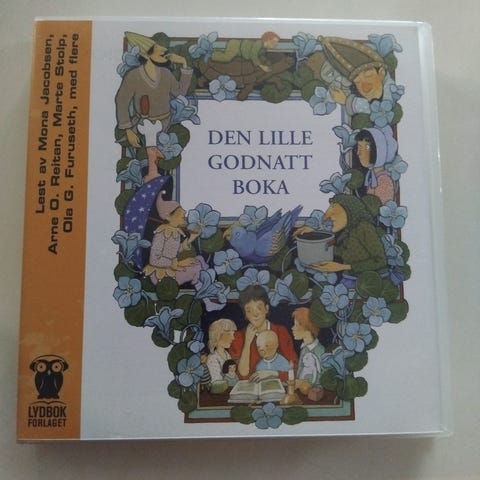 Lest av Mona Jacobsen,
Arne O. Reitan, Marte Stolp,
Ola G. Furuseth, med flere
DEN LILLE
GODNATT
BOKA
LYDBOK
FORLAGET